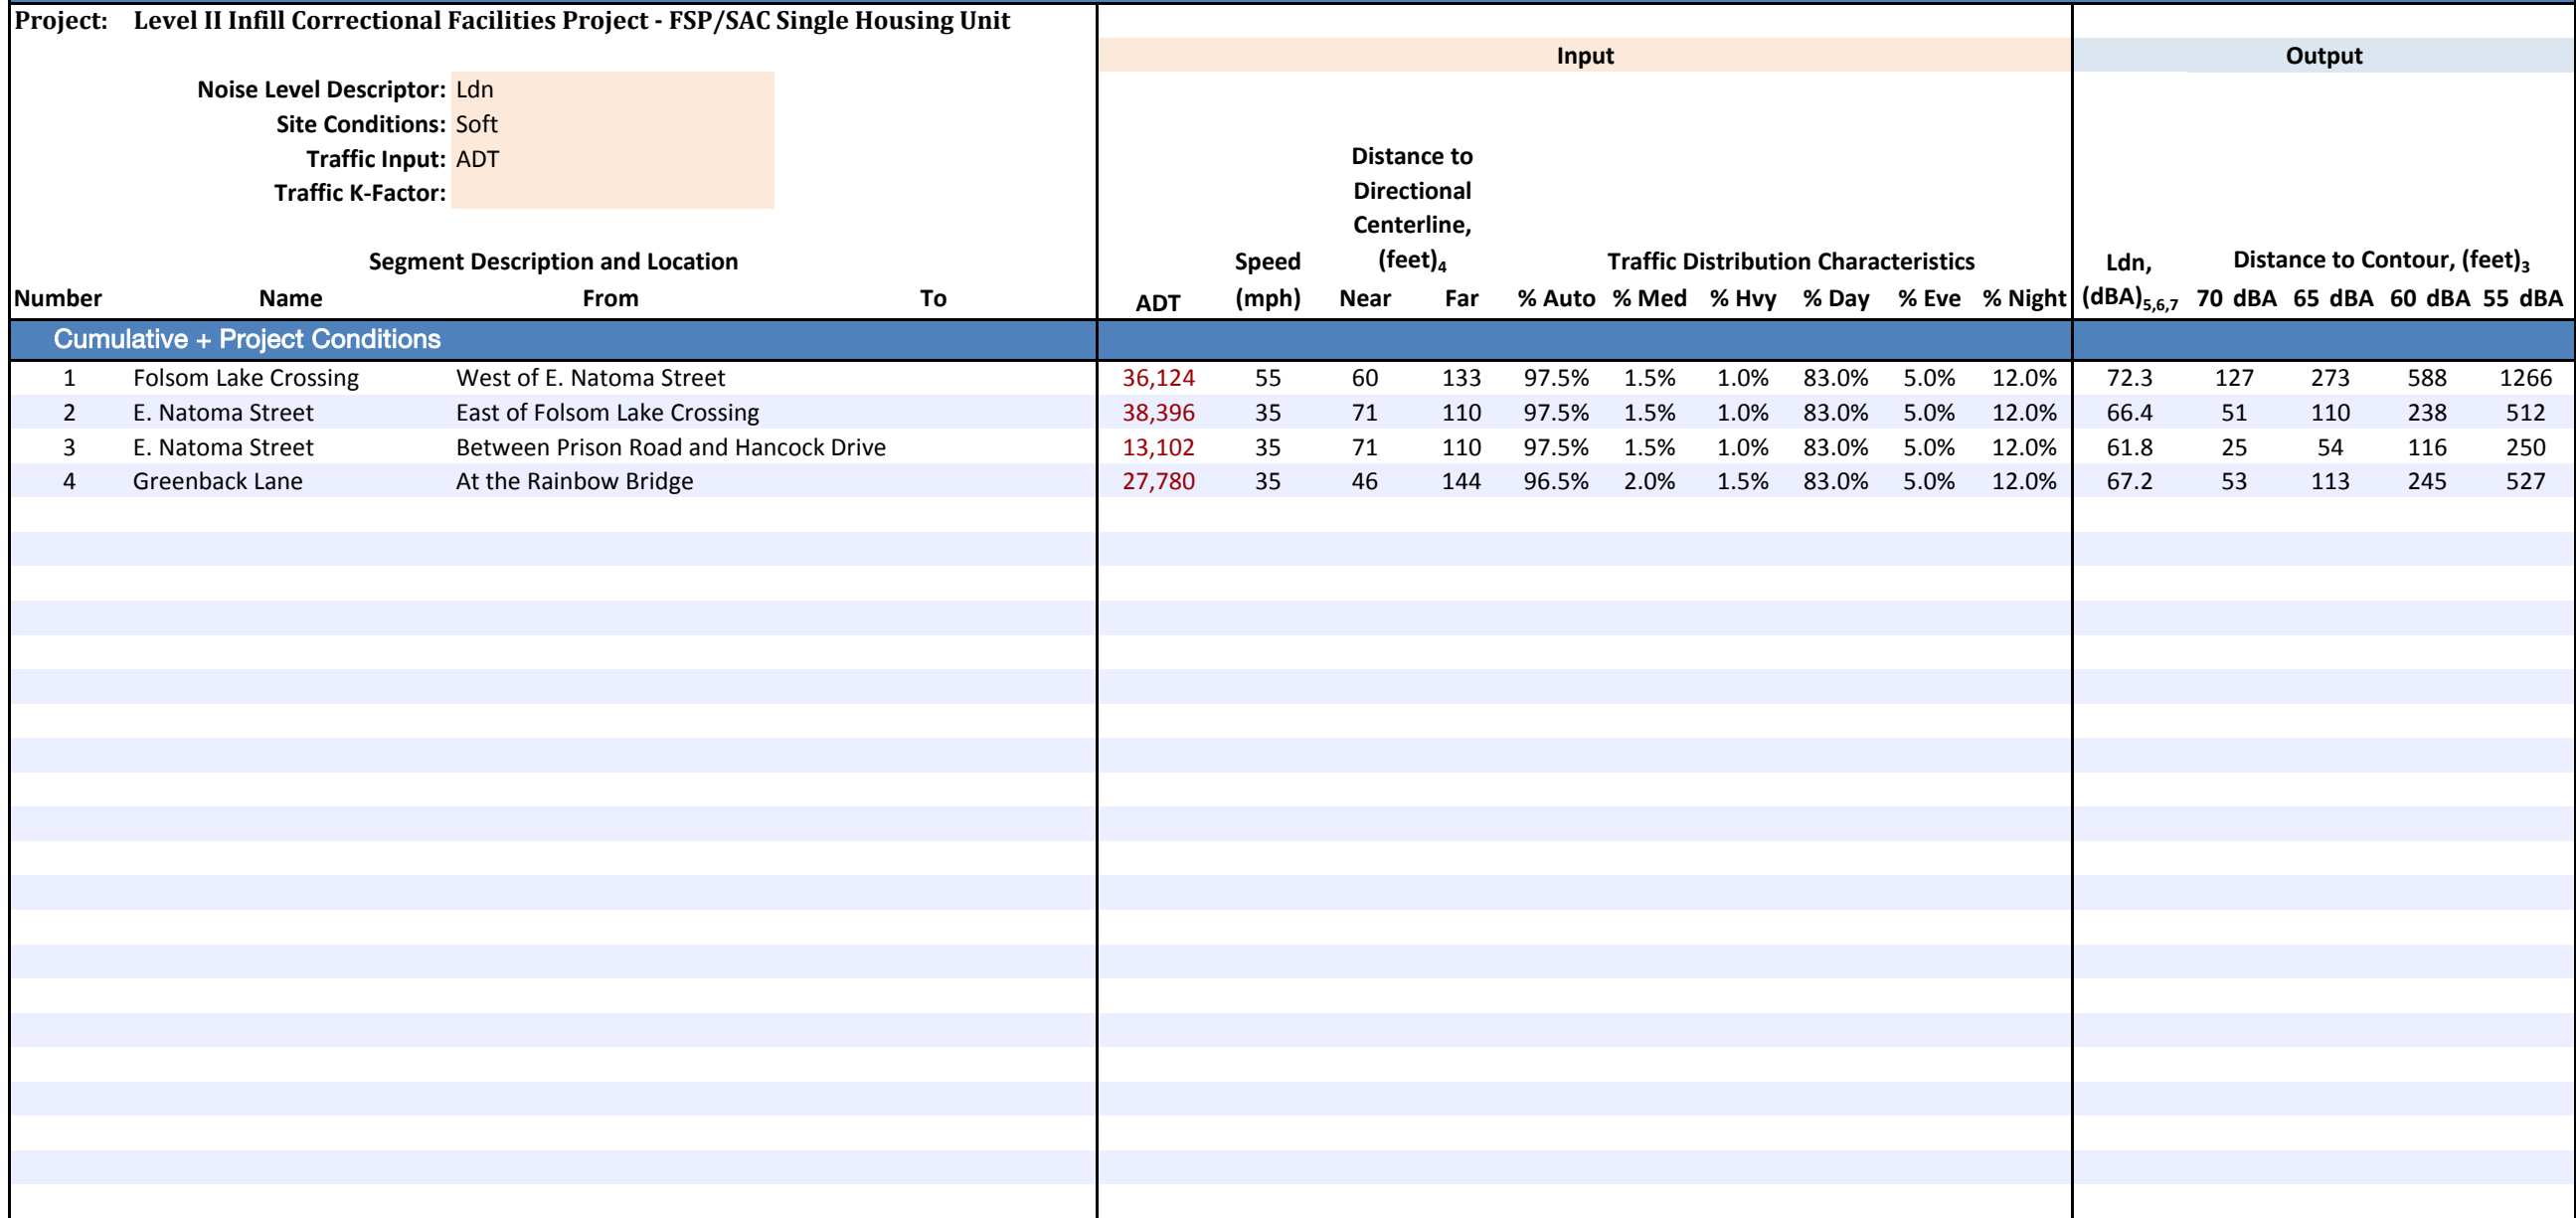 Project: Level II Infill Correctional Facilities Project - FSP/SAC Single Housing Unit
Input
Output
Noise Level Descriptor: Ldn
Site Conditions: Soft
Traffic Input: ADT
Traffic K-Factor:
Distance to
Directional
Centerline,
Segment Description and Location Speed (feet)4 Traffic Distribution Characteristics Ldn, Distance to Contour, (feet)3
Number Name From To ADT (mph) Near Far % Auto % Med % Hvy % Day % Eve % Night (dBA)5,6,7 70 dBA 65 dBA 60 dBA 55 dBA
Cumulative + Project Conditions
1 Folsom Lake Crossing West of E. Natoma Street 36,124 55 60 133 97.5% 1.5% 1.0% 83.0% 5.0% 12.0% 72.3 127 273 588 1266
2 E. Natoma Street East of Folsom Lake Crossing 38,396 35 71 110 97.5% 1.5% 1.0% 83.0% 5.0% 12.0% 66.4 51 110 238 512
3 E. Natoma Street Between Prison Road and Hancock Drive 13,102 35 71 110 97.5% 1.5% 1.0% 83.0% 5.0% 12.0% 61.8 25 54 116 250
4 Greenback Lane At the Rainbow Bridge 27,780 35 46 144 96.5% 2.0% 1.5% 83.0% 5.0% 12.0% 67.2 53 113 245 527